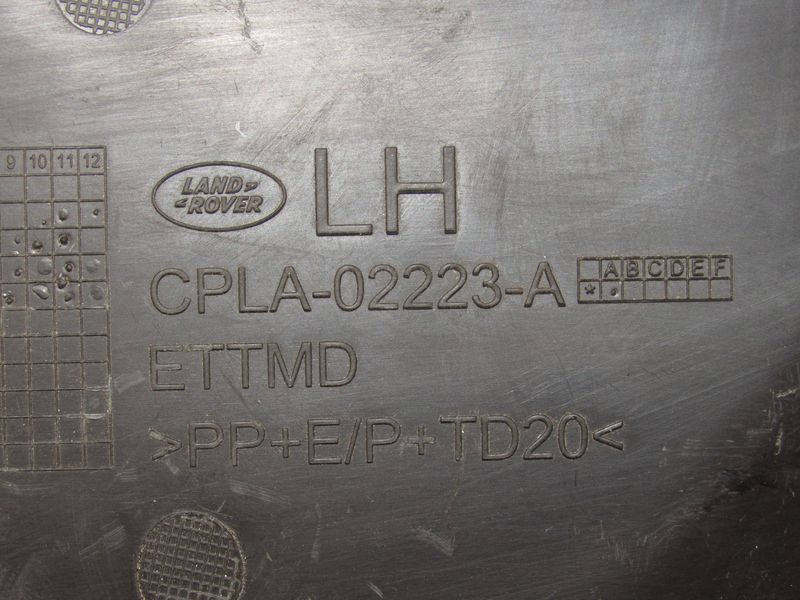 9 10 11 12
LAND
ROVER
LH
CPLA-02223-A
A B C D E F
*
ETTMD
>PP+E/P+TD20<